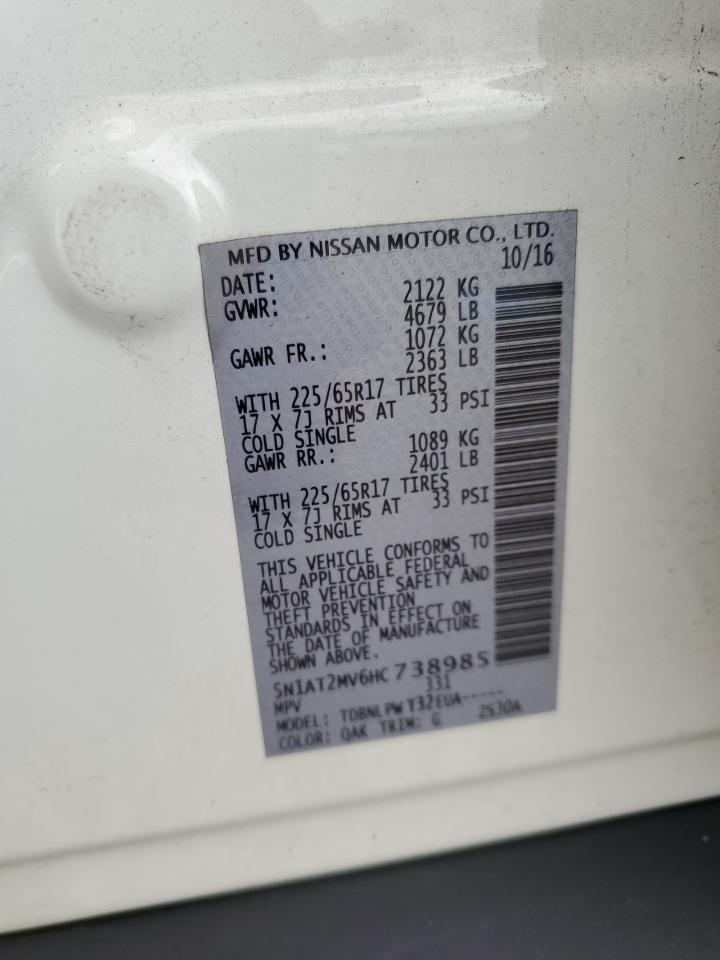 MFD BY NISSAN MOTOR CO., LTD.
DATE: 10/16
GVWR: 2122 KG
4679 LB
GAWR FR.: 1072 KG
2363 LB
WITH 225/65R17 TIRES
17 X 7J RIMS AT 33 PSI
COLD SINGLE
GAWR RR.: 1089 KG
2401 LB
WITH 225/65R17 TIRES
17 X 7J RIMS AT 33 PSI
COLD SINGLE
THIS VEHICLE CONFORMS TO
ALL APPLICABLE FEDERAL
MOTOR VEHICLE SAFETY AND
THEFT PREVENTION
STANDARDS IN EFFECT ON
THE DATE OF MANUFACTURE
SHOWN ABOVE.
5N1AT2MV6HC738985
MPV 331
MODEL: TDBNLPW T32EUA-----
COLOR: QAK TRIM: G 2530A